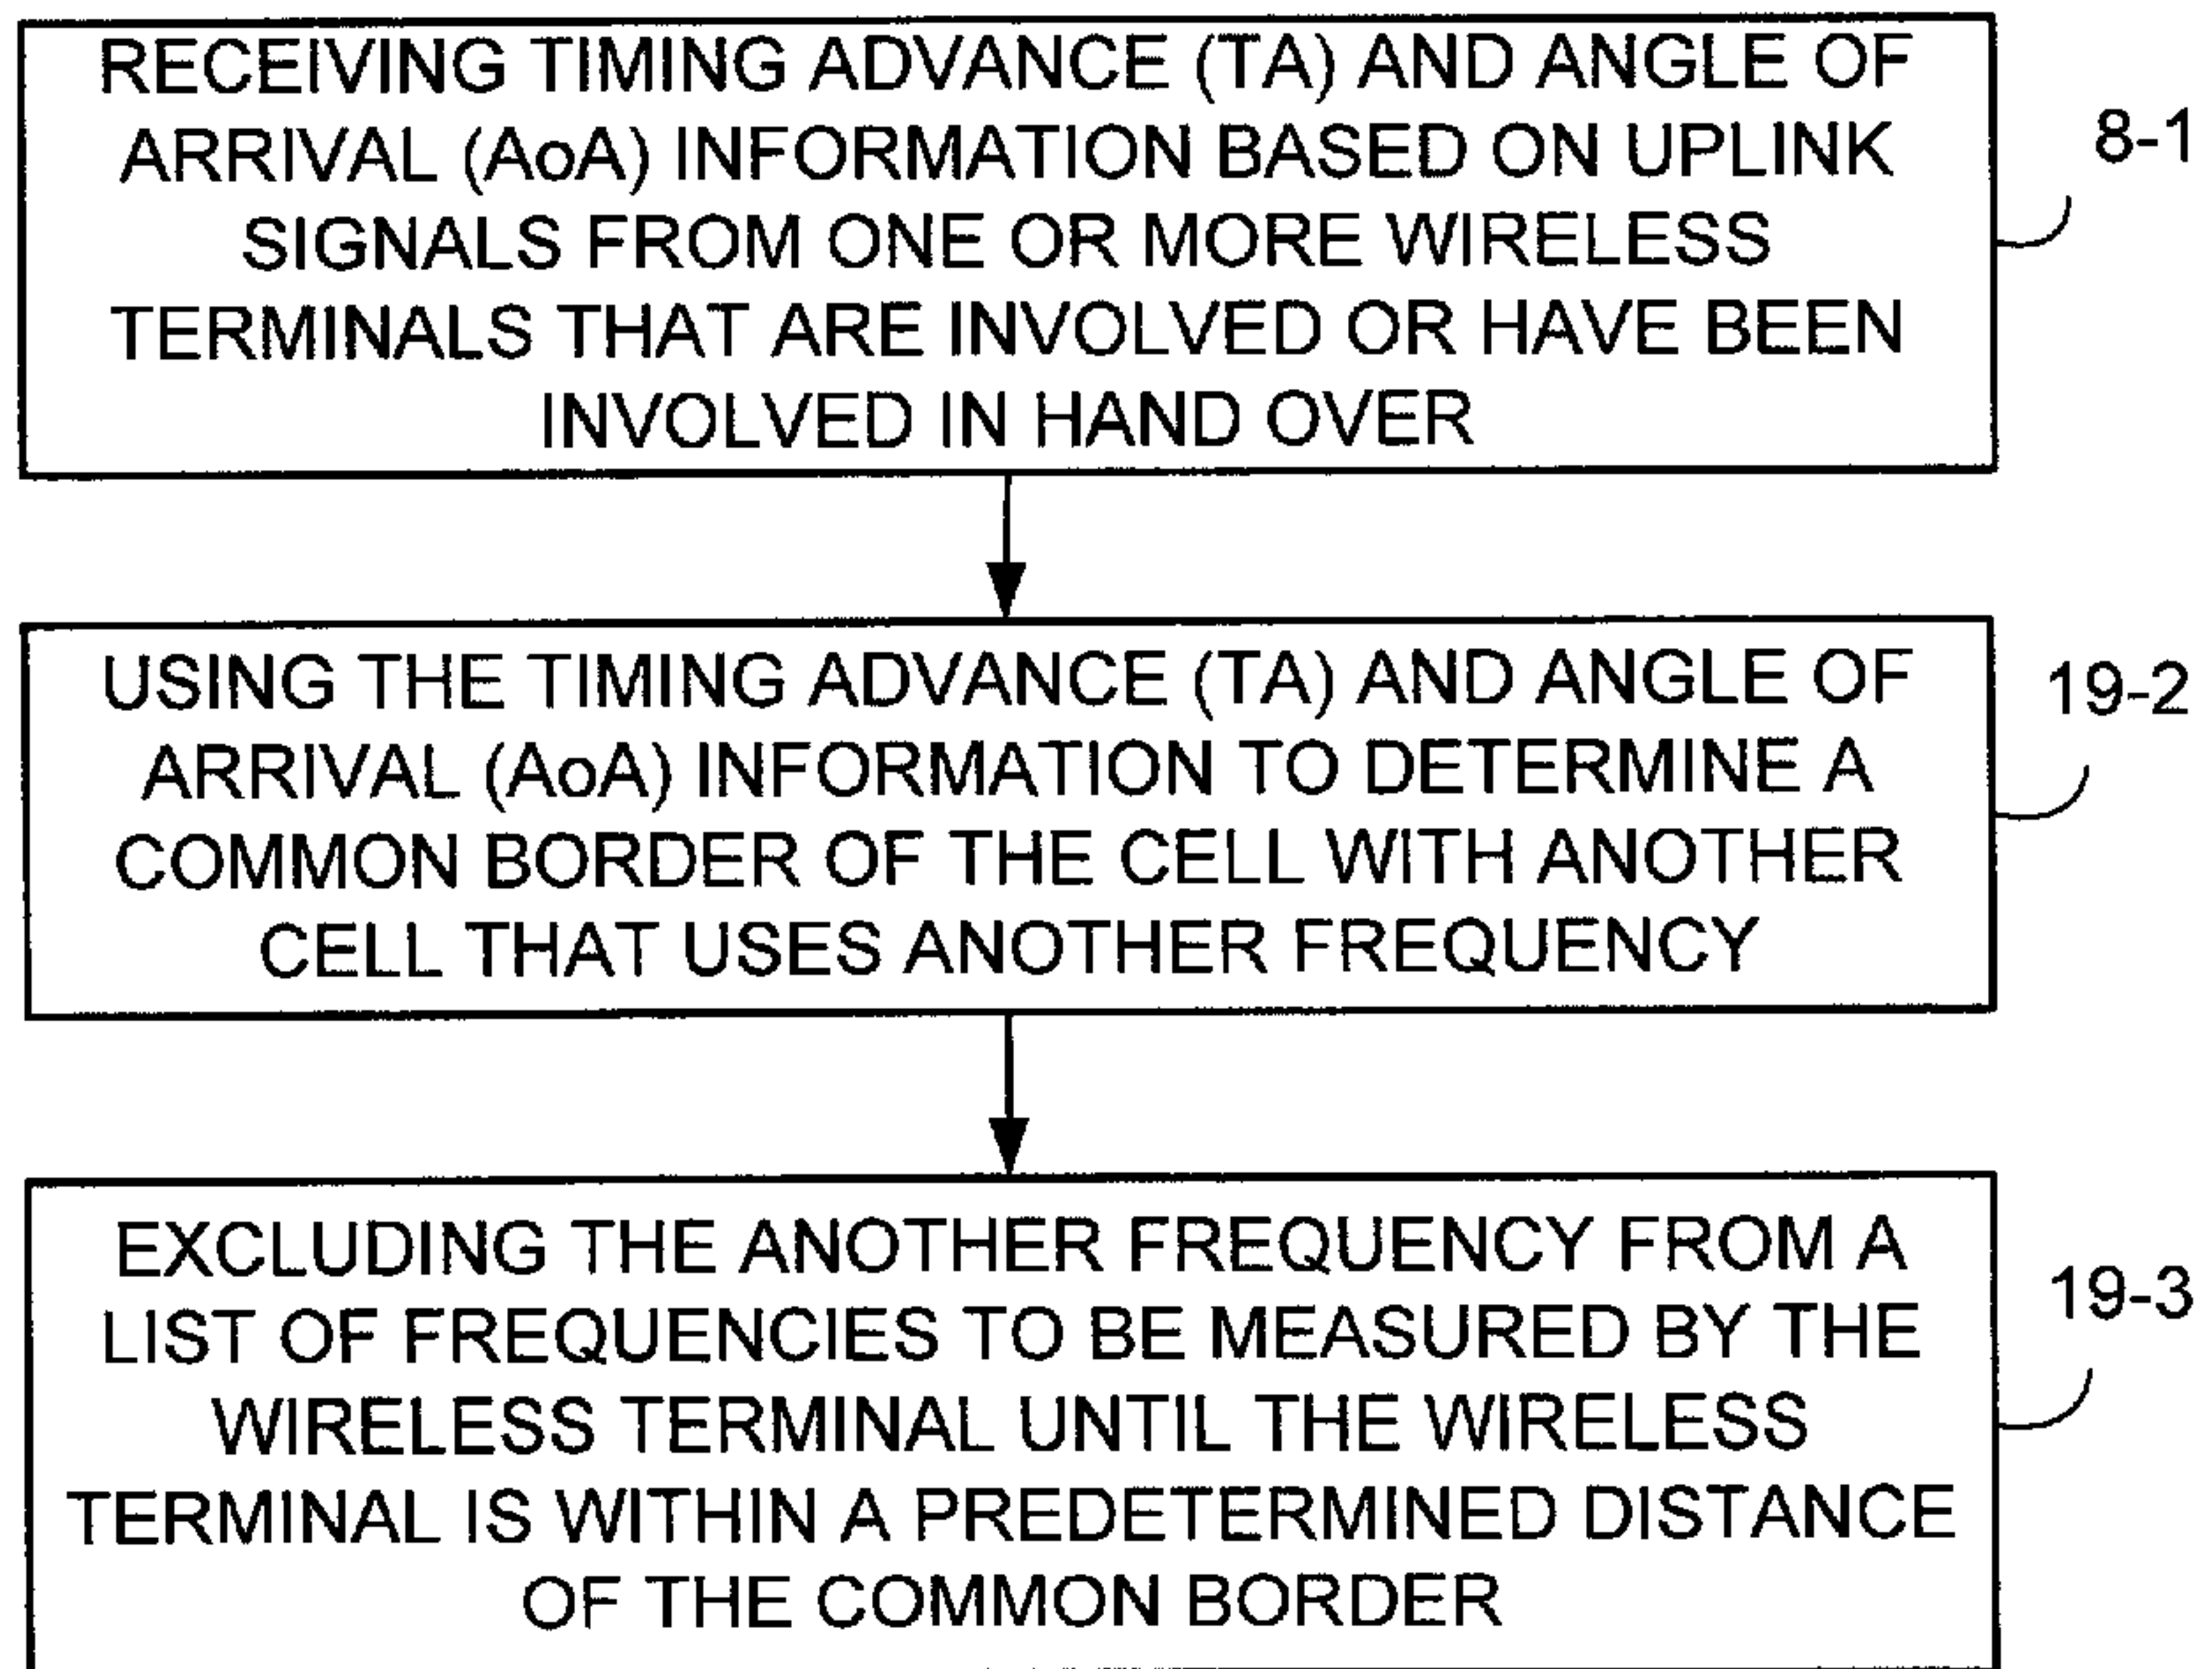 RECEIVING TIMING ADVANCE (TA) AND ANGLE OF
ARRIVAL (AoA) INFORMATION BASED ON UPLINK
SIGNALS FROM ONE OR MORE WIRELESS
TERMINALS THAT ARE INVOLVED OR HAVE BEEN
INVOLVED IN HAND OVER
8-1
USING THE TIMING ADVANCE (TA) AND ANGLE OF
ARRIVAL (AoA) INFORMATION TO DETERMINE A
COMMON BORDER OF THE CELL WITH ANOTHER
CELL THAT USES ANOTHER FREQUENCY
19-2
EXCLUDING THE ANOTHER FREQUENCY FROM A
LIST OF FREQUENCIES TO BE MEASURED BY THE
WIRELESS TERMINAL UNTIL THE WIRELESS
TERMINAL IS WITHIN A PREDETERMINED DISTANCE
OF THE COMMON BORDER
19-3